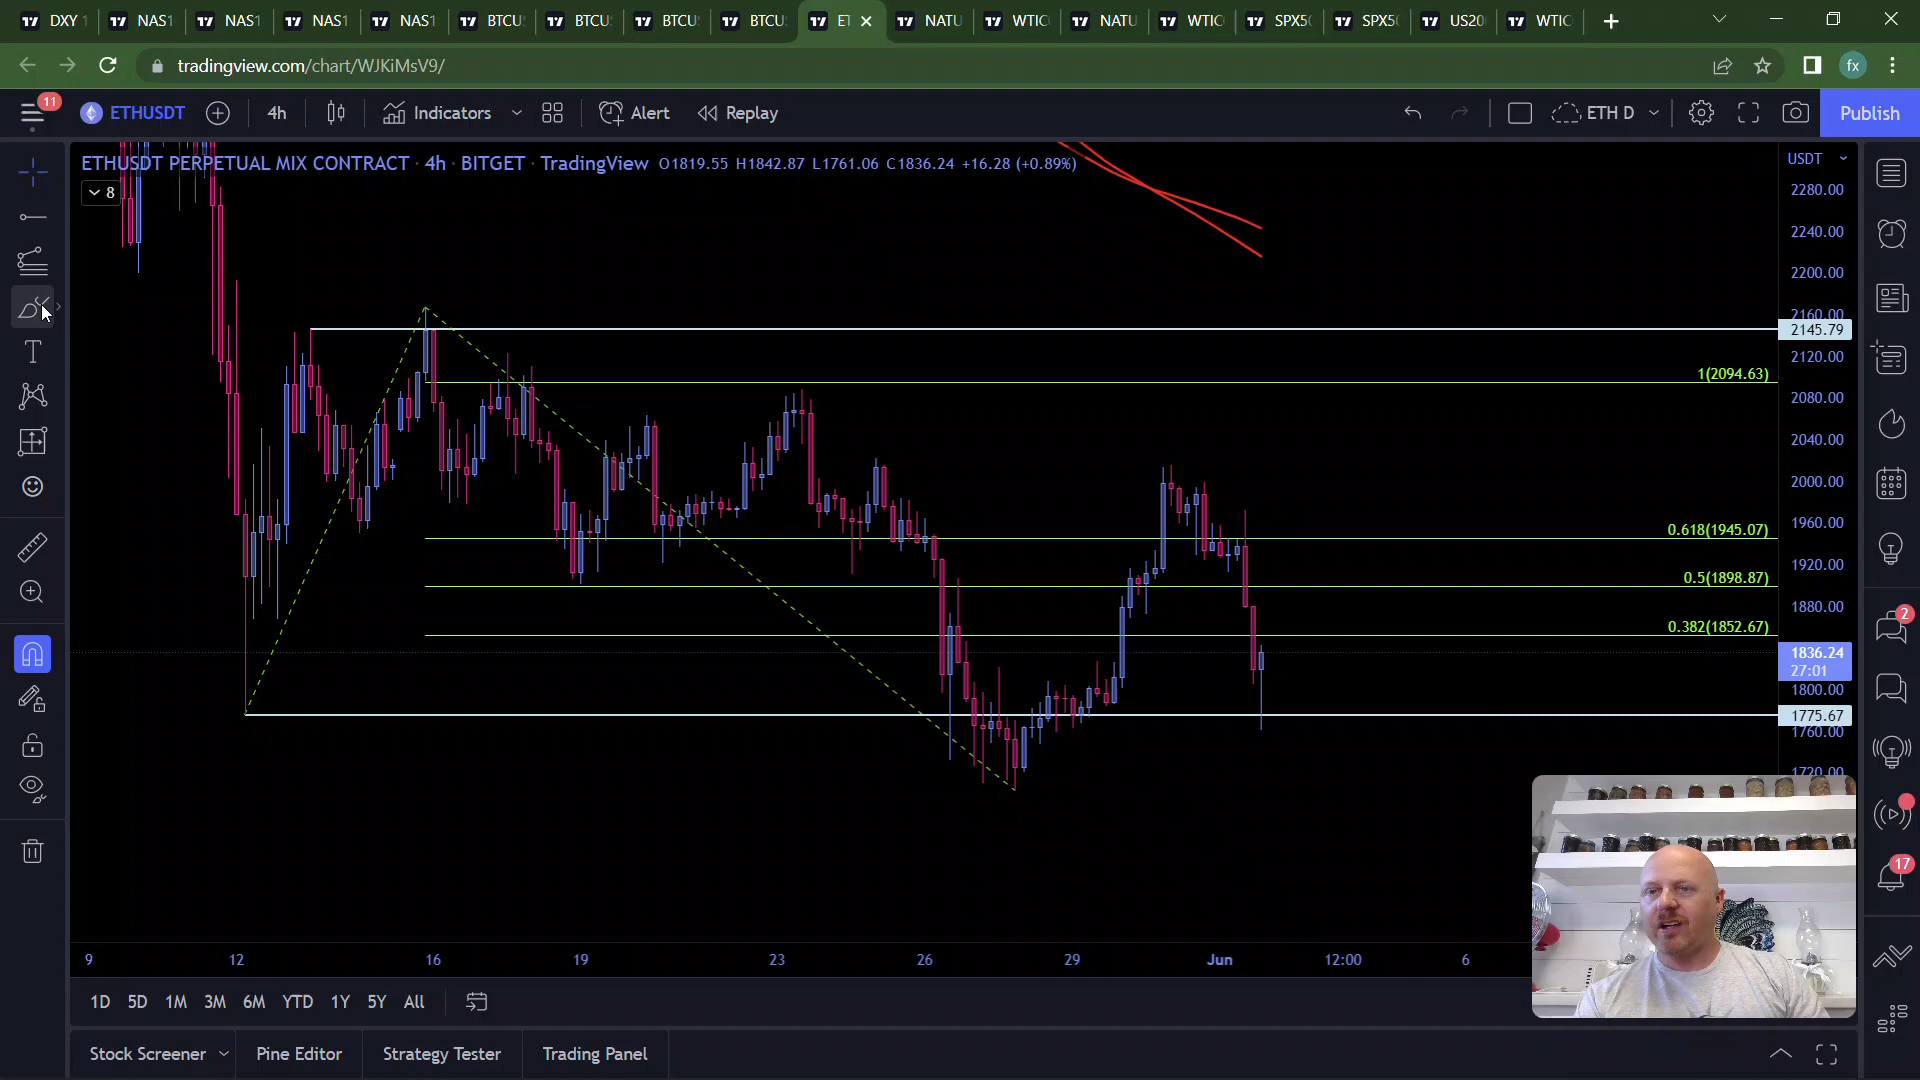 DXY
NAS1
NAS1
NAS1
NAS1
BTCU
BTCU
BTCU
BTCU
ET
NATU
WTIC
NATU
WTIC
SPX5
SPX5
US20
WTIC
tradingview.com/chart/WJKiMsV9/
fx
11
ETHUSDT
4h
Indicators
Alert
Replay
ETH D
Publish
ETHUSDT PERPETUAL MIX CONTRACT · 4h · BITGET · TradingView O1819.55 H1842.87 L1761.06 C1836.24 +16.28 (+0.89%)
8
USDT
2280.00
2240.00
2200.00
2160.00
2145.79
2120.00
1(2094.63)
2080.00
2040.00
2000.00
1960.00
0.618(1945.07)
1920.00
0.5(1898.87)
1880.00
0.382(1852.67)
1836.24
27:01
1800.00
1775.67
1760.00
1720.00
2
17
9
12
16
19
23
26
29
Jun
12:00
6
1D
5D
1M
3M
6M
YTD
1Y
5Y
All
Stock Screener
Pine Editor
Strategy Tester
Trading Panel